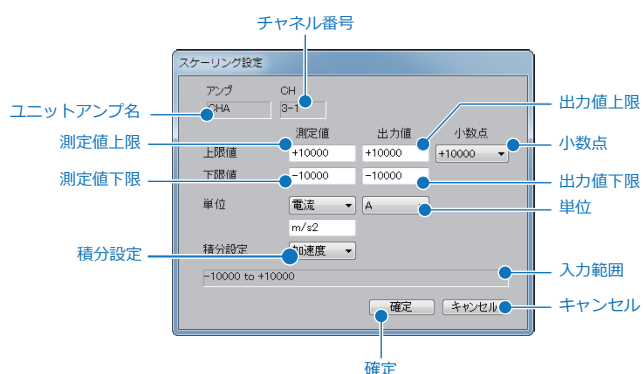 チャネル番号
スケーリング設定
アンプ CH
ユニットアンプ名 CHA 3-1 出力値上限
測定値 出力値 小数点
測定値上限 上限値 +10000 +10000 +10000 小数点
測定値下限 下限値 -10000 -10000 出力値下限
単位 電流 A 単位
m/s2
積分設定 積分設定 加速度
-10000 to +10000 入力範囲
確定 キャンセル キャンセル
確定